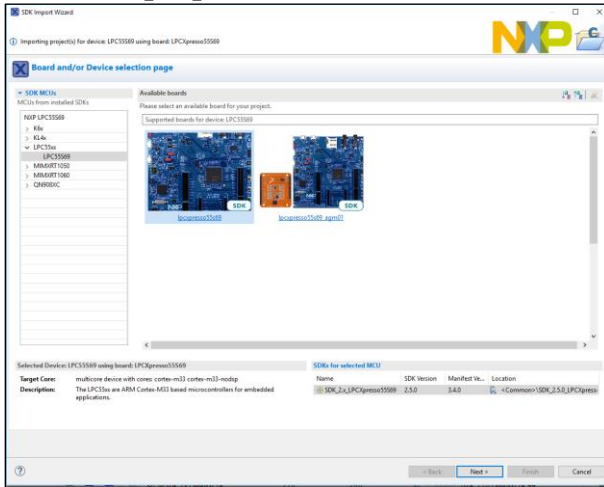 SDK Import Wizard
Importing project(s) for device: LPC55S69 using board: LPCXpresso55S69
NXP
Board and/or Device selection page
SDK MCUs
MCUs from installed SDKs
NXP LPC55S69
K6x
KL4x
LPC55xx
LPC55S69
MIMXRT1050
MIMXRT1060
QN908XC
Available boards
Please select an available board for your project.
Supported boards for device: LPC55S69
SDK
SDK
lpcxpresso55s69
lpcxpresso55s69_agm01
Selected Device: LPC55S69 using board: LPCXpresso55S69
Target Core: multicore device with cores: cortex-m33 cortex-m33-nodsp
Description: The LPC55xx are ARM Cortex-M33 based microcontrollers for embedded
applications.
SDKs for selected MCU
Name SDK Version Manifest Ve... Location
SDK_2.x_LPCXpresso55S69 2.5.0 3.4.0 <Common>\SDK_2.5.0_LPCXpress
< Back Next > Finish Cancel